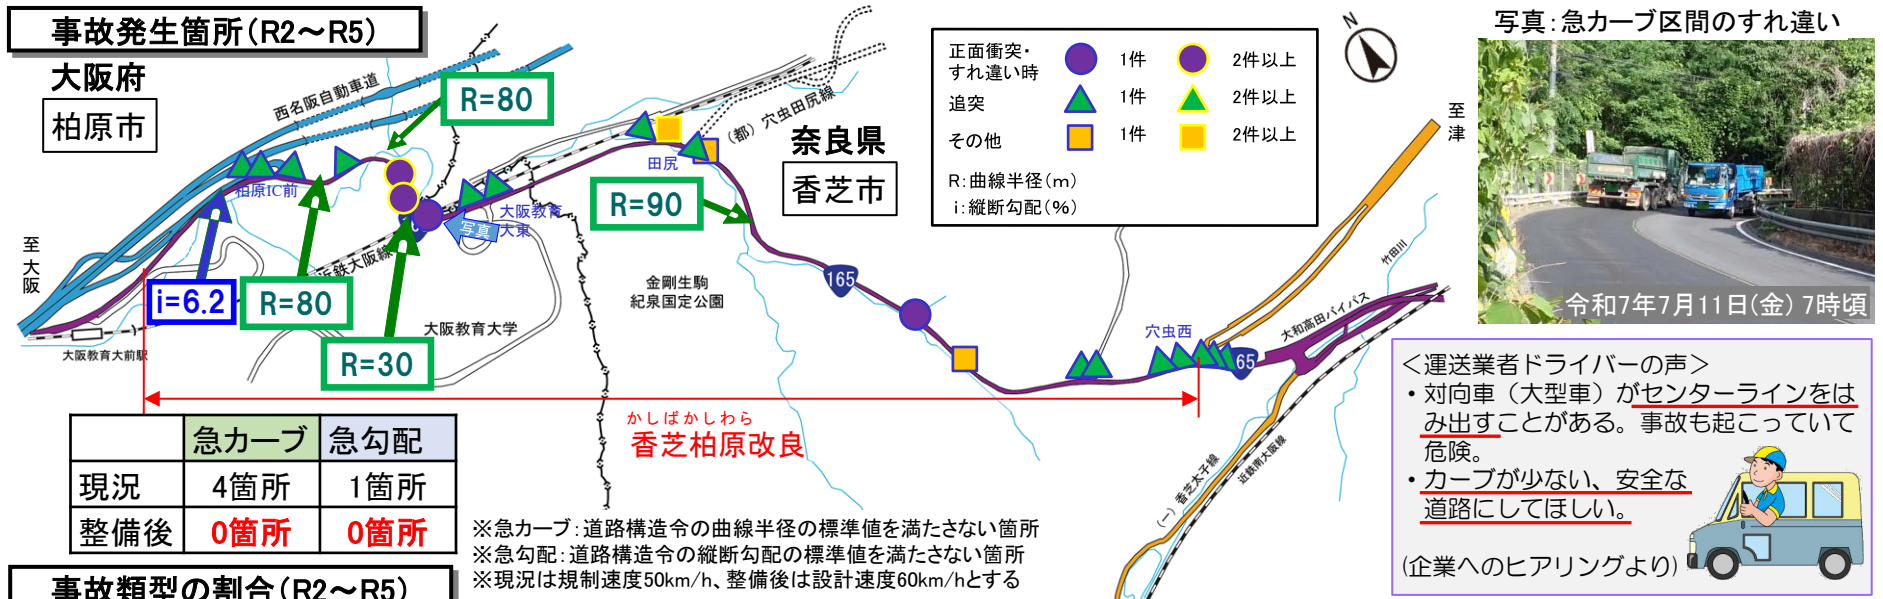 事故発生箇所(R2～R5)
大阪府
柏原市
西名阪自動車道
R=80
(都)穴虫田尻線
奈良県
香芝市
田尻
柏原IC前
大阪教育
大東
写真
R=90
至大阪
近鉄大阪線
i=6.2
R=80
R=30
大阪教育大前駅
大阪教育大学
金剛生駒
紀泉国定公園
165
穴虫西
165
大和高田バイパス
竹田川
至津
N
(一)香芝太子線
近鉄南大阪線
かしばかしわら
香芝柏原改良
正面衝突・
すれ違い時 1件 2件以上
追突 1件 2件以上
その他 1件 2件以上
R:曲線半径(m)
i:縦断勾配(%)
写真:急カーブ区間のすれ違い
令和7年7月11日(金) 7時頃
急カーブ 急勾配
現況 4箇所 1箇所
整備後 0箇所 0箇所
※急カーブ:道路構造令の曲線半径の標準値を満たさない箇所
※急勾配:道路構造令の縦断勾配の標準値を満たさない箇所
※現況は規制速度50km/h、整備後は設計速度60km/hとする
＜運送業者ドライバーの声＞
・対向車（大型車）がセンターラインをは
み出すことがある。事故も起こっていて
危険。
・カーブが少ない、安全な
道路にしてほしい。
(企業へのヒアリングより)
事故類型の割合(R2～R5)